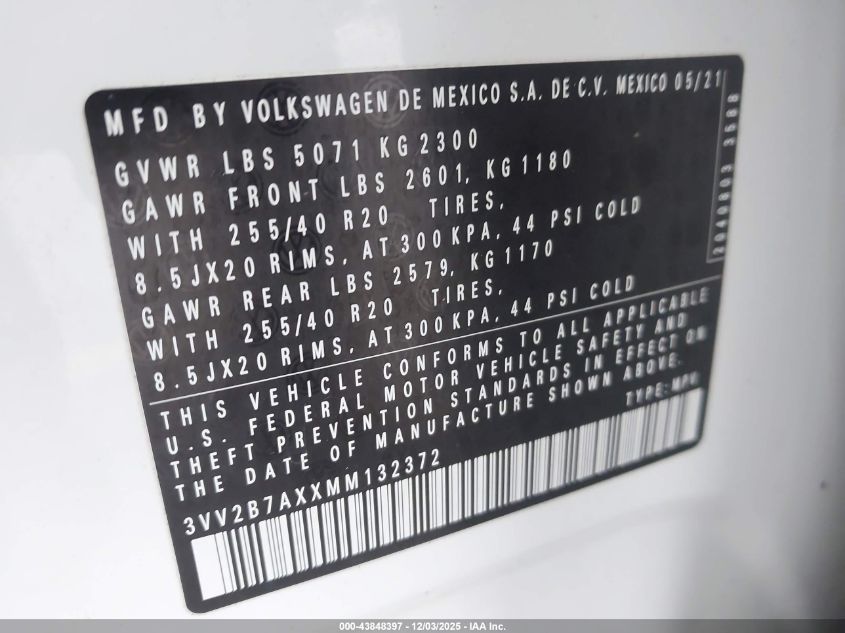 MFD BY VOLKSWAGEN DE MEXICO S.A. DE C.V. MEXICO 05/21
GVWR LBS 5071 KG 2300
GAWR FRONT LBS 2601, KG 1180
WITH 255/40 R20 TIRES,
8.5JX20 RIMS, AT 300 KPA, 44 PSI COLD
GAWR REAR LBS 2579, KG 1170
WITH 255/40 R20 TIRES,
8.5JX20 RIMS, AT 300 KPA, 44 PSI COLD
THIS VEHICLE CONFORMS TO ALL APPLICABLE
U.S. FEDERAL MOTOR VEHICLE SAFETY AND
THEFT PREVENTION STANDARDS IN EFFECT ON
THE DATE OF MANUFACTURE SHOWN ABOVE.
TYPE: MPV
3VV2B7AXXMM132372
2040803 3588
000-43848397 - 12/03/2025 - IAA Inc.